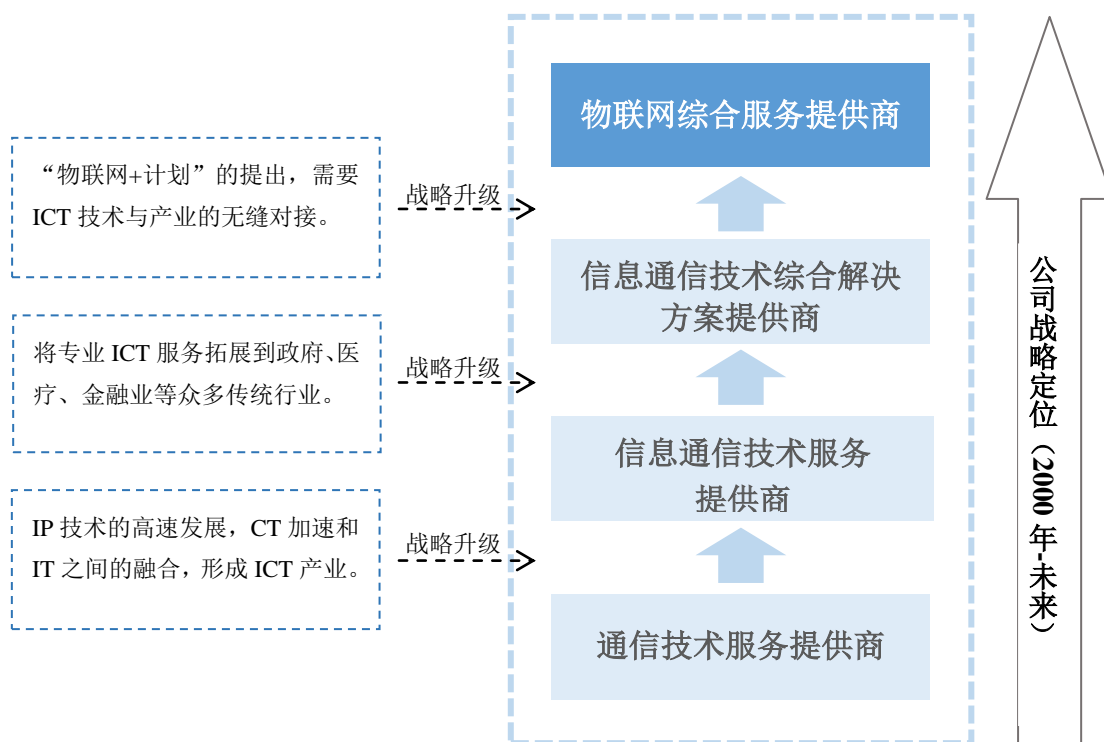 物联网综合服务提供商
“物联网+计划”的提出，需要
ICT 技术与产业的无缝对接。
战略升级
信息通信技术综合解决
方案提供商
将专业 ICT 服务拓展到政府、医
疗、金融业等众多传统行业。
战略升级
信息通信技术服务
提供商
IP 技术的高速发展，CT 加速和
IT 之间的融合，形成 ICT 产业。
战略升级
通信技术服务提供商
公司战略定位（2000 年-未来）